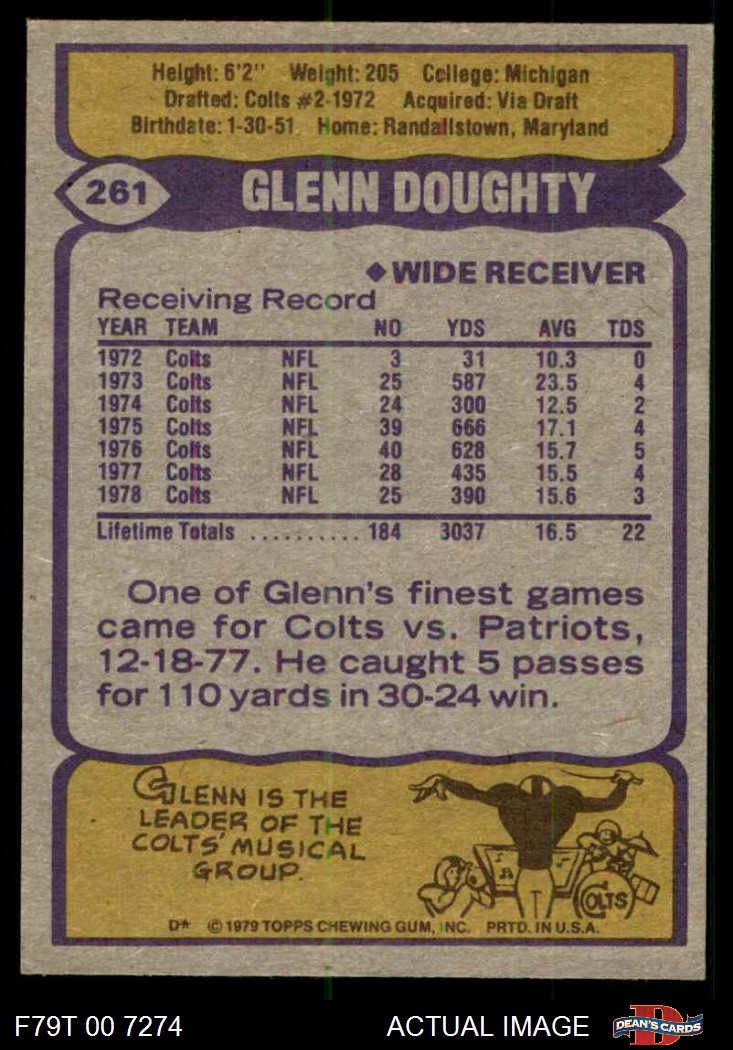 Height: 6'2" Weight: 205 College: Michigan
Drafted: Colts #2-1972 Acquired: Via Draft
Birthdate: 1-30-51 Home: Randallstown, Maryland
261 GLENN DOUGHTY
◆WIDE RECEIVER
Receiving Record
YEAR TEAM NO YDS AVG TDS
1972 Colts NFL 3 31 10.3 0
1973 Colts NFL 25 587 23.5 4
1974 Colts NFL 24 300 12.5 2
1975 Colts NFL 39 666 17.1 4
1976 Colts NFL 40 628 15.7 5
1977 Colts NFL 28 435 15.5 4
1978 Colts NFL 25 390 15.6 3
Lifetime Totals .......... 184 3037 16.5 22
One of Glenn's finest games
came for Colts vs. Patriots,
12-18-77. He caught 5 passes
for 110 yards in 30-24 win.
GLENN IS THE
LEADER OF THE
COLTS' MUSICAL
GROUP.
COLTS
D* © 1979 TOPPS CHEWING GUM, INC. PRTD. IN U.S.A.
F79T 00 7274 ACTUAL IMAGE D DEAN'S CARDS